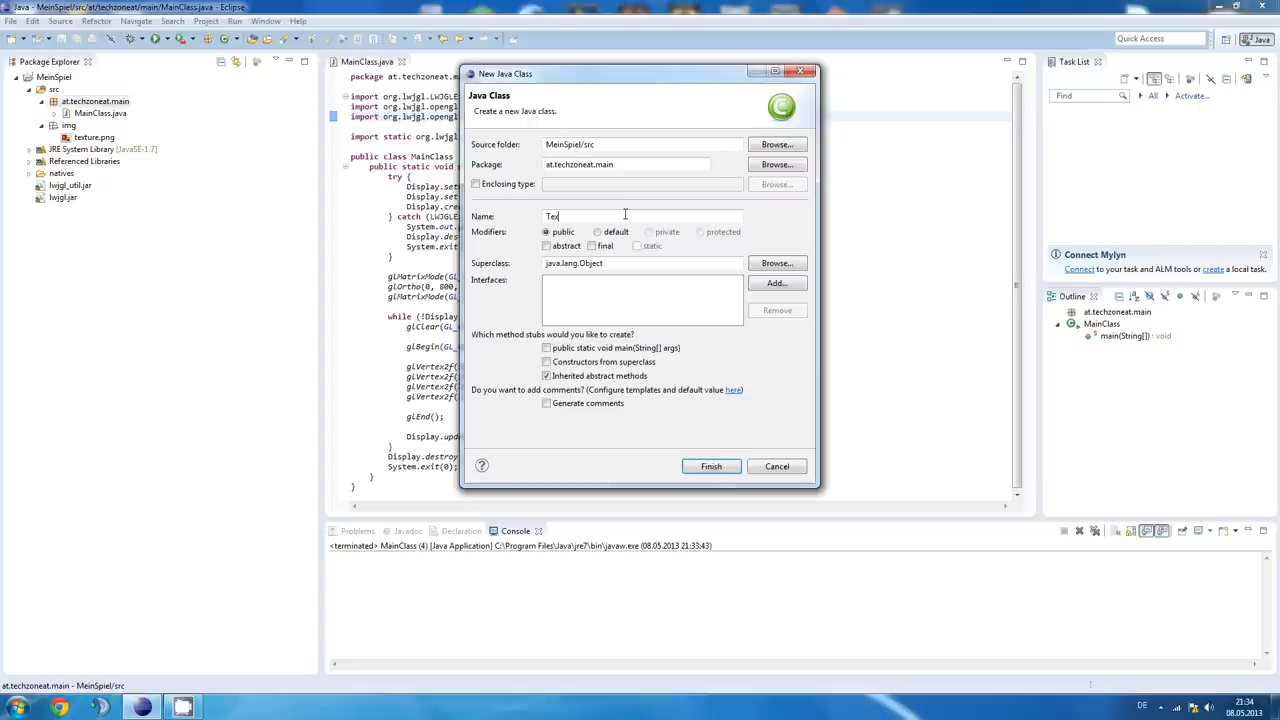 Java - MeinSpiel/src/at/techzoneat/main/MainClass.java - Eclipse
File Edit Source Refactor Navigate Search Project Run Window Help
Quick Access
Java
Package Explorer
MeinSpiel
src
at.techzoneat.main
MainClass.java
img
texture.png
JRE System Library [JavaSE-1.7]
Referenced Libraries
natives
lwjgl_util.jar
lwjgl.jar
MainClass.java
package at.techzoneat.m
import org.lwjgl.LWJGLE
import org.lwjgl.opengl
import org.lwjgl.opengl
import static org.lwjgl
public class MainClass
public static void
try {
Display.set
Display.set
Display.cre
} catch (LWJGLE
System.out.
Display.des
System.exit
}
glMatrixMode(GL_
glOrtho(0, 800,
glMatrixMode(GL_
while (!Display
glClear(GL_
glBegin(GL_
glVertex2f(
glVertex2f(
glVertex2f(
glVertex2f(
glEnd();
Display.upd
}
Display.destroy
System.exit(0);
}
}
New Java Class
Java Class
Create a new Java class.
Source folder: MeinSpiel/src Browse...
Package: at.techzoneat.main Browse...
Enclosing type: Browse...
Name: Tex
Modifiers: public default private protected
abstract final static
Superclass: java.lang.Object Browse...
Interfaces: Add...
Remove
Which method stubs would you like to create?
public static void main(String[] args)
Constructors from superclass
Inherited abstract methods
Do you want to add comments? (Configure templates and default value here)
Generate comments
? Finish Cancel
Task List
Find All Activate...
Connect Mylyn
Connect to your task and ALM tools or create a local task.
Outline
at.techzoneat.main
MainClass
main(String[]) : void
Problems Javadoc Declaration Console
<terminated> MainClass (4) [Java Application] C:\Program Files\Java\jre7\bin\javaw.exe (08.05.2013 21:33:43)
at.techzoneat.main - MeinSpiel/src
DE 21:34
08.05.2013